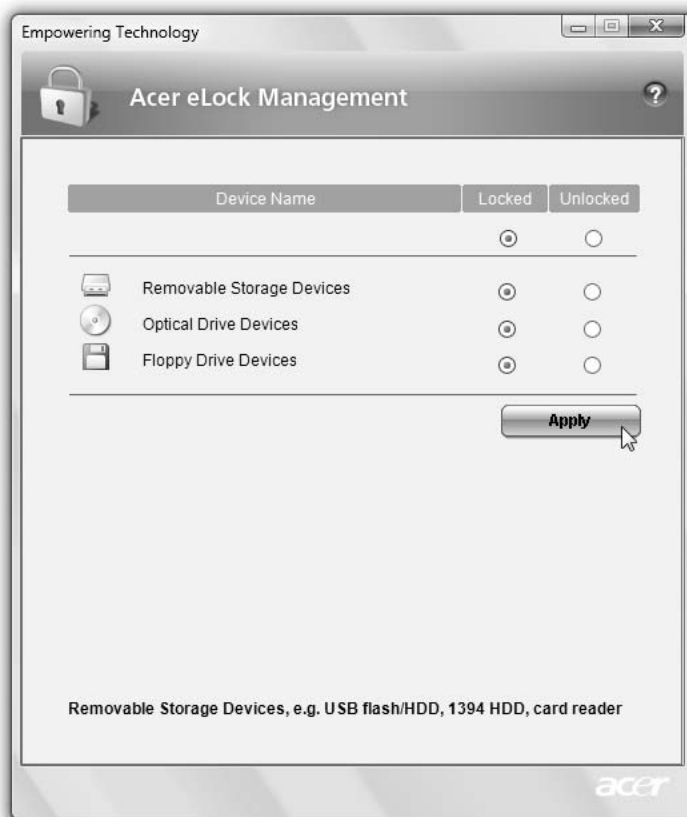 Empowering Technology
Acer eLock Management
?
Device Name Locked Unlocked
Removable Storage Devices
Optical Drive Devices
Floppy Drive Devices
Apply
Removable Storage Devices, e.g. USB flash/HDD, 1394 HDD, card reader
acer